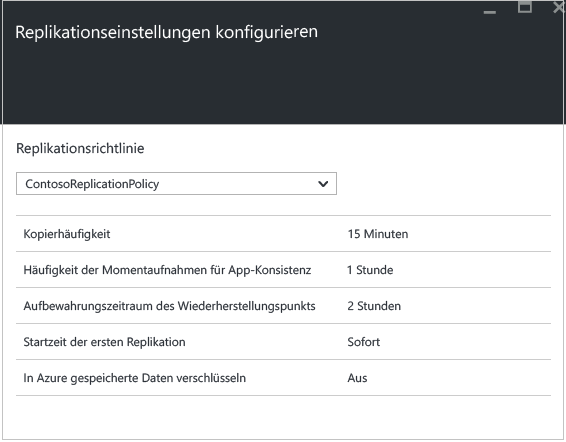 Replikationseinstellungen konfigurieren
Replikationsrichtlinie
ContosoReplicationPolicy
Kopierhäufigkeit 15 Minuten
Häufigkeit der Momentaufnahmen für App-Konsistenz 1 Stunde
Aufbewahrungszeitraum des Wiederherstellungspunkts 2 Stunden
Startzeit der ersten Replikation Sofort
In Azure gespeicherte Daten verschlüsseln Aus